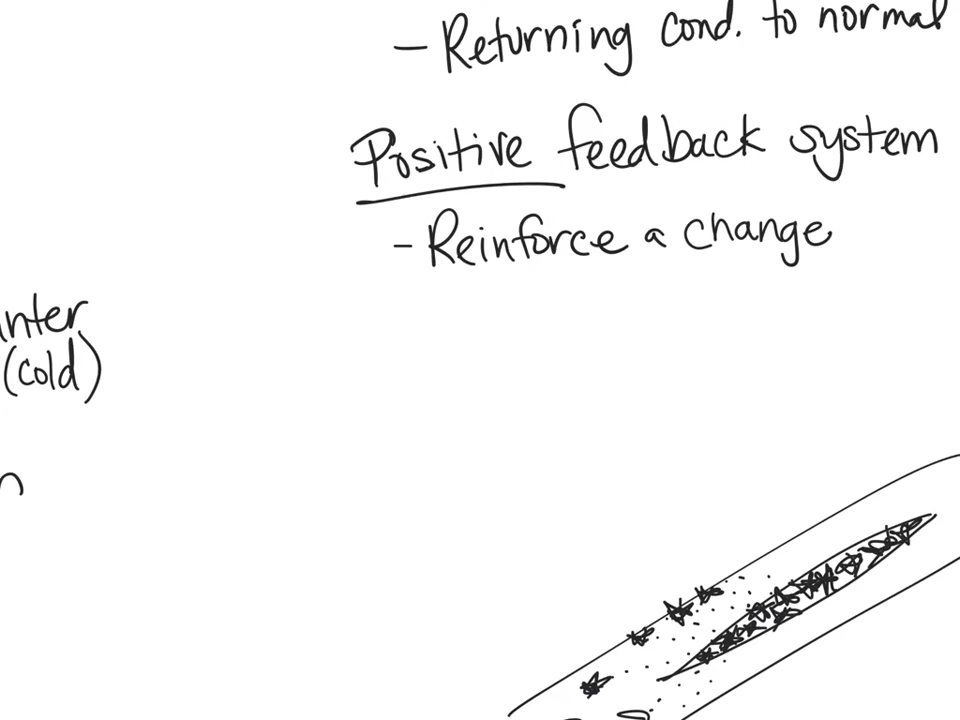 - Returning cond. to normal
Positive feedback system
- Reinforce a change
(cold)